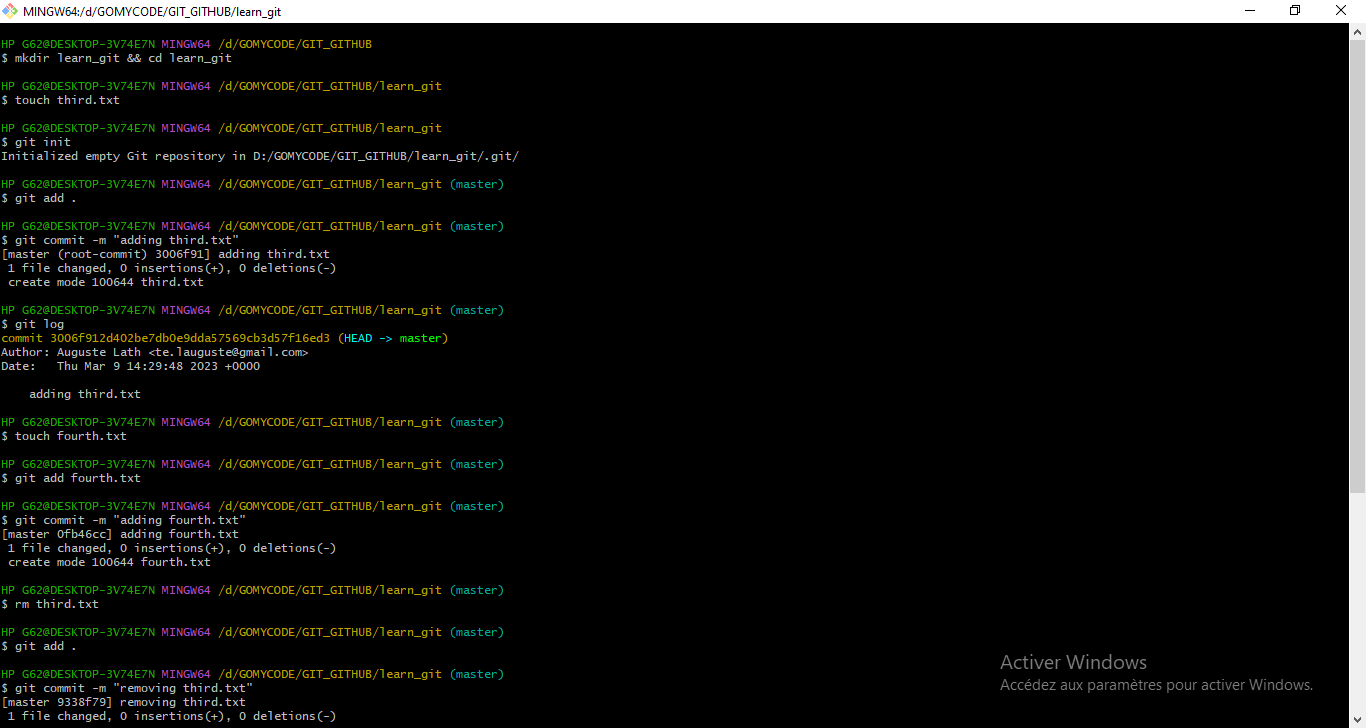 MINGW64:/d/GOMYCODE/GIT_GITHUB/learn_git
HP G62@DESKTOP-3V74E7N MINGW64 /d/GOMYCODE/GIT_GITHUB
$ mkdir learn_git && cd learn_git
HP G62@DESKTOP-3V74E7N MINGW64 /d/GOMYCODE/GIT_GITHUB/learn_git
$ touch third.txt
HP G62@DESKTOP-3V74E7N MINGW64 /d/GOMYCODE/GIT_GITHUB/learn_git
$ git init
Initialized empty Git repository in D:/GOMYCODE/GIT_GITHUB/learn_git/.git/
HP G62@DESKTOP-3V74E7N MINGW64 /d/GOMYCODE/GIT_GITHUB/learn_git (master)
$ git add .
HP G62@DESKTOP-3V74E7N MINGW64 /d/GOMYCODE/GIT_GITHUB/learn_git (master)
$ git commit -m "adding third.txt"
[master (root-commit) 3006f91] adding third.txt
 1 file changed, 0 insertions(+), 0 deletions(-)
 create mode 100644 third.txt
HP G62@DESKTOP-3V74E7N MINGW64 /d/GOMYCODE/GIT_GITHUB/learn_git (master)
$ git log
commit 3006f912d402be7db0e9dda57569cb3d57f16ed3 (HEAD -> master)
Author: Auguste Lath <te.lauguste@gmail.com>
Date:   Thu Mar 9 14:29:48 2023 +0000
    adding third.txt
HP G62@DESKTOP-3V74E7N MINGW64 /d/GOMYCODE/GIT_GITHUB/learn_git (master)
$ touch fourth.txt
HP G62@DESKTOP-3V74E7N MINGW64 /d/GOMYCODE/GIT_GITHUB/learn_git (master)
$ git add fourth.txt
HP G62@DESKTOP-3V74E7N MINGW64 /d/GOMYCODE/GIT_GITHUB/learn_git (master)
$ git commit -m "adding fourth.txt"
[master 0fb46cc] adding fourth.txt
 1 file changed, 0 insertions(+), 0 deletions(-)
 create mode 100644 fourth.txt
HP G62@DESKTOP-3V74E7N MINGW64 /d/GOMYCODE/GIT_GITHUB/learn_git (master)
$ rm third.txt
HP G62@DESKTOP-3V74E7N MINGW64 /d/GOMYCODE/GIT_GITHUB/learn_git (master)
$ git add .
HP G62@DESKTOP-3V74E7N MINGW64 /d/GOMYCODE/GIT_GITHUB/learn_git (master)
$ git commit -m "removing third.txt"
[master 9338f79] removing third.txt
 1 file changed, 0 insertions(+), 0 deletions(-)
Activer Windows
Accédez aux paramètres pour activer Windows.